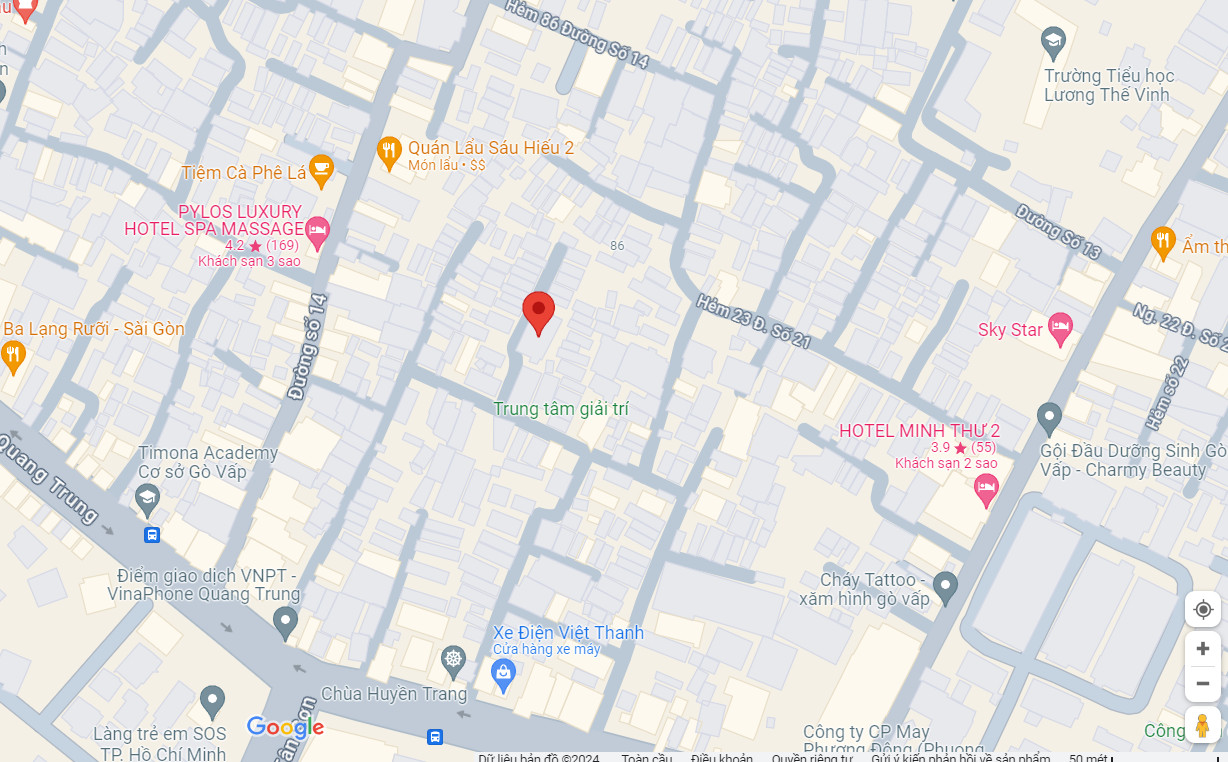 Hẻm 86 Đường Số 14
Trường Tiểu học
Lương Thế Vinh
Quán Lẩu Sáu Hiếu 2
Món lẩu • $$
Tiệm Cà Phê Lá
PYLOS LUXURY
HOTEL SPA MASSAGE
4.2 ★ (169)
Khách sạn 3 sao
86
Đường Số 13
Ẩm th
Hẻm 23 Đ. Số 21
Ng. 22 Đ. Số 2
Sky Star
Ba Lạng Rưỡi - Sài Gòn
Đường số 14
Hẻm số 22
Trung tâm giải trí
HOTEL MINH THƯ 2
3.9 ★ (55)
Khách sạn 2 sao
Gội Đầu Dưỡng Sinh Gò
Vấp - Charmy Beauty
Quang Trung
Timona Academy
Cơ sở Gò Vấp
Điểm giao dịch VNPT -
VinaPhone Quang Trung
Cháy Tattoo -
xăm hình gò vấp
Xe Điện Việt Thanh
Cửa hàng xe máy
Chùa Huyền Trang
Làng trẻ em SOS
TP. Hồ Chí Minh
Google
Công ty CP May
Phương Đông (Phuong
Công
Dữ liệu bản đồ ©2024
Toàn cầu
Điều khoản
Quyền riêng tư
Gửi ý kiến phản hồi về sản phẩm
50 mét